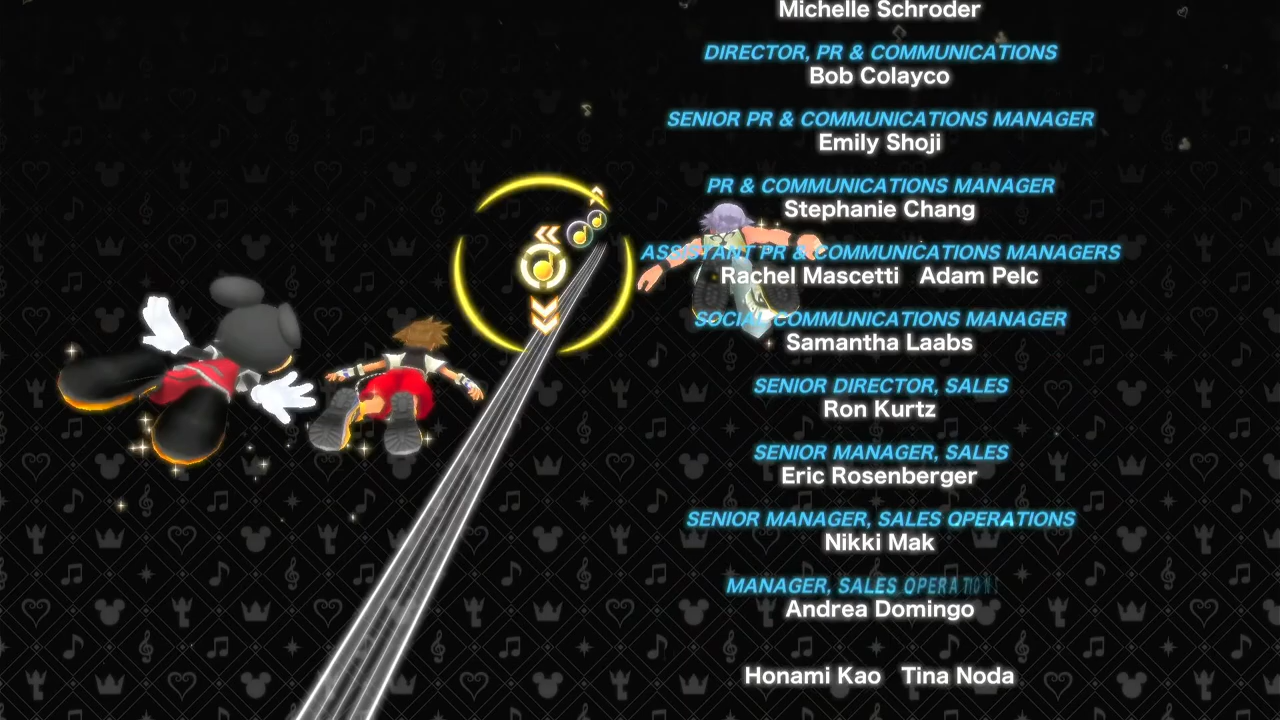 Michelle Schroder
DIRECTOR, PR & COMMUNICATIONS
Bob Colayco
SENIOR PR & COMMUNICATIONS MANAGER
Emily Shoji
PR & COMMUNICATIONS MANAGER
Stephanie Chang
ASSISTANT PR & COMMUNICATIONS MANAGERS
Rachel Mascetti Adam Pelc
SOCIAL COMMUNICATIONS MANAGER
Samantha Laabs
SENIOR DIRECTOR, SALES
Ron Kurtz
SENIOR MANAGER, SALES
Eric Rosenberger
SENIOR MANAGER, SALES OPERATIONS
Nikki Mak
MANAGER, SALES OPERATIONS
Andrea Domingo
Honami Kao Tina Noda